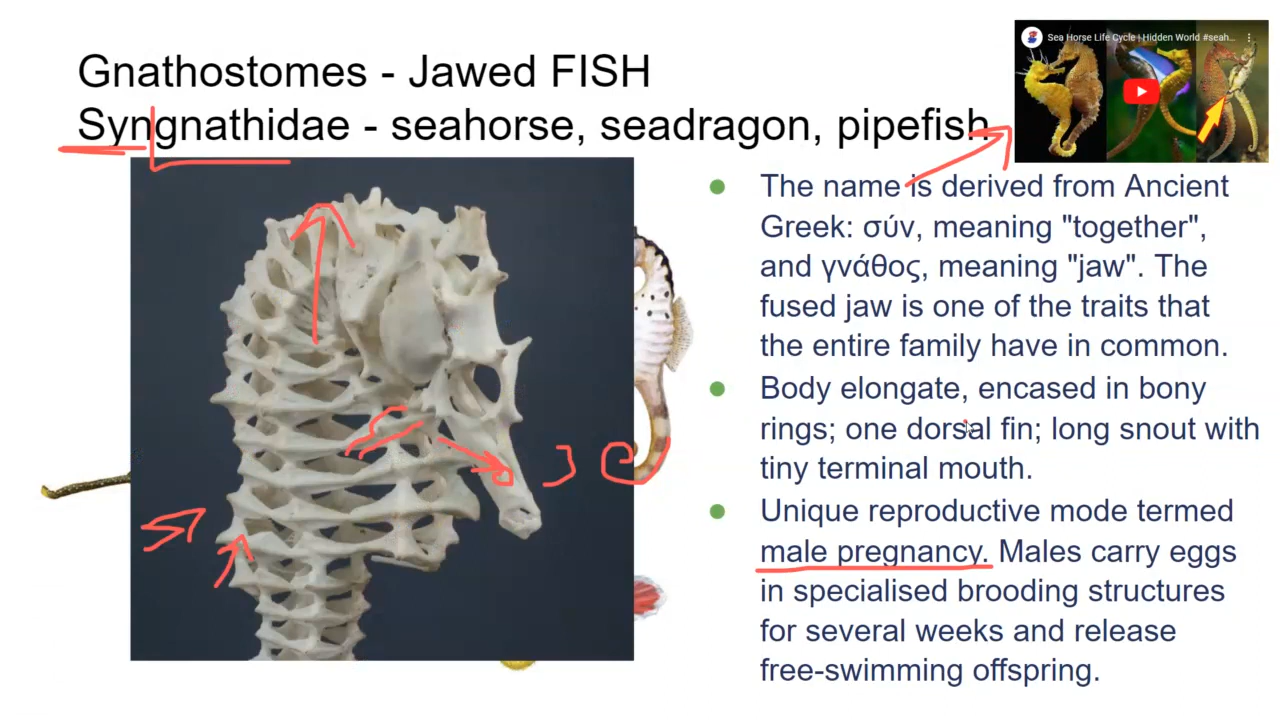 Gnathostomes - Jawed FISH
Syngnathidae - seahorse, seadragon, pipefish
Sea Horse Life Cycle | Hidden World #seah...
● The name is derived from Ancient
Greek: σύν, meaning "together",
and γνάθος, meaning "jaw". The
fused jaw is one of the traits that
the entire family have in common.
● Body elongate, encased in bony
rings; one dorsal fin; long snout with
tiny terminal mouth.
● Unique reproductive mode termed
male pregnancy. Males carry eggs
in specialised brooding structures
for several weeks and release
free-swimming offspring.